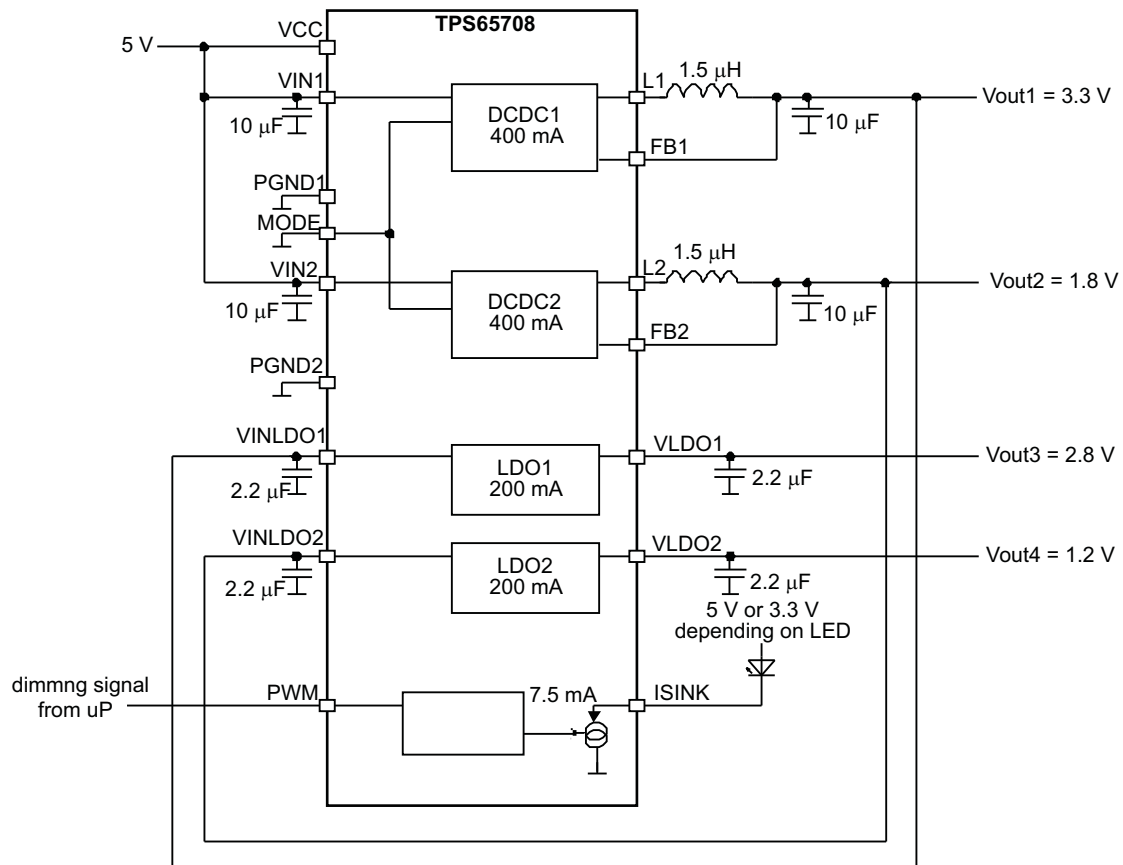 TPS65708
VCC
5 V
VIN1
10 μF
DCDC1
400 mA
L1
1.5 μH
10 μF
Vout1 = 3.3 V
FB1
PGND1
MODE
VIN2
10 μF
DCDC2
400 mA
L2
1.5 μH
10 μF
Vout2 = 1.8 V
FB2
PGND2
VINLDO1
2.2 μF
LDO1
200 mA
VLDO1
2.2 μF
Vout3 = 2.8 V
VINLDO2
2.2 μF
LDO2
200 mA
VLDO2
2.2 μF
Vout4 = 1.2 V
5 V or 3.3 V
depending on LED
dimmng signal
from uP
PWM
7.5 mA
ISINK